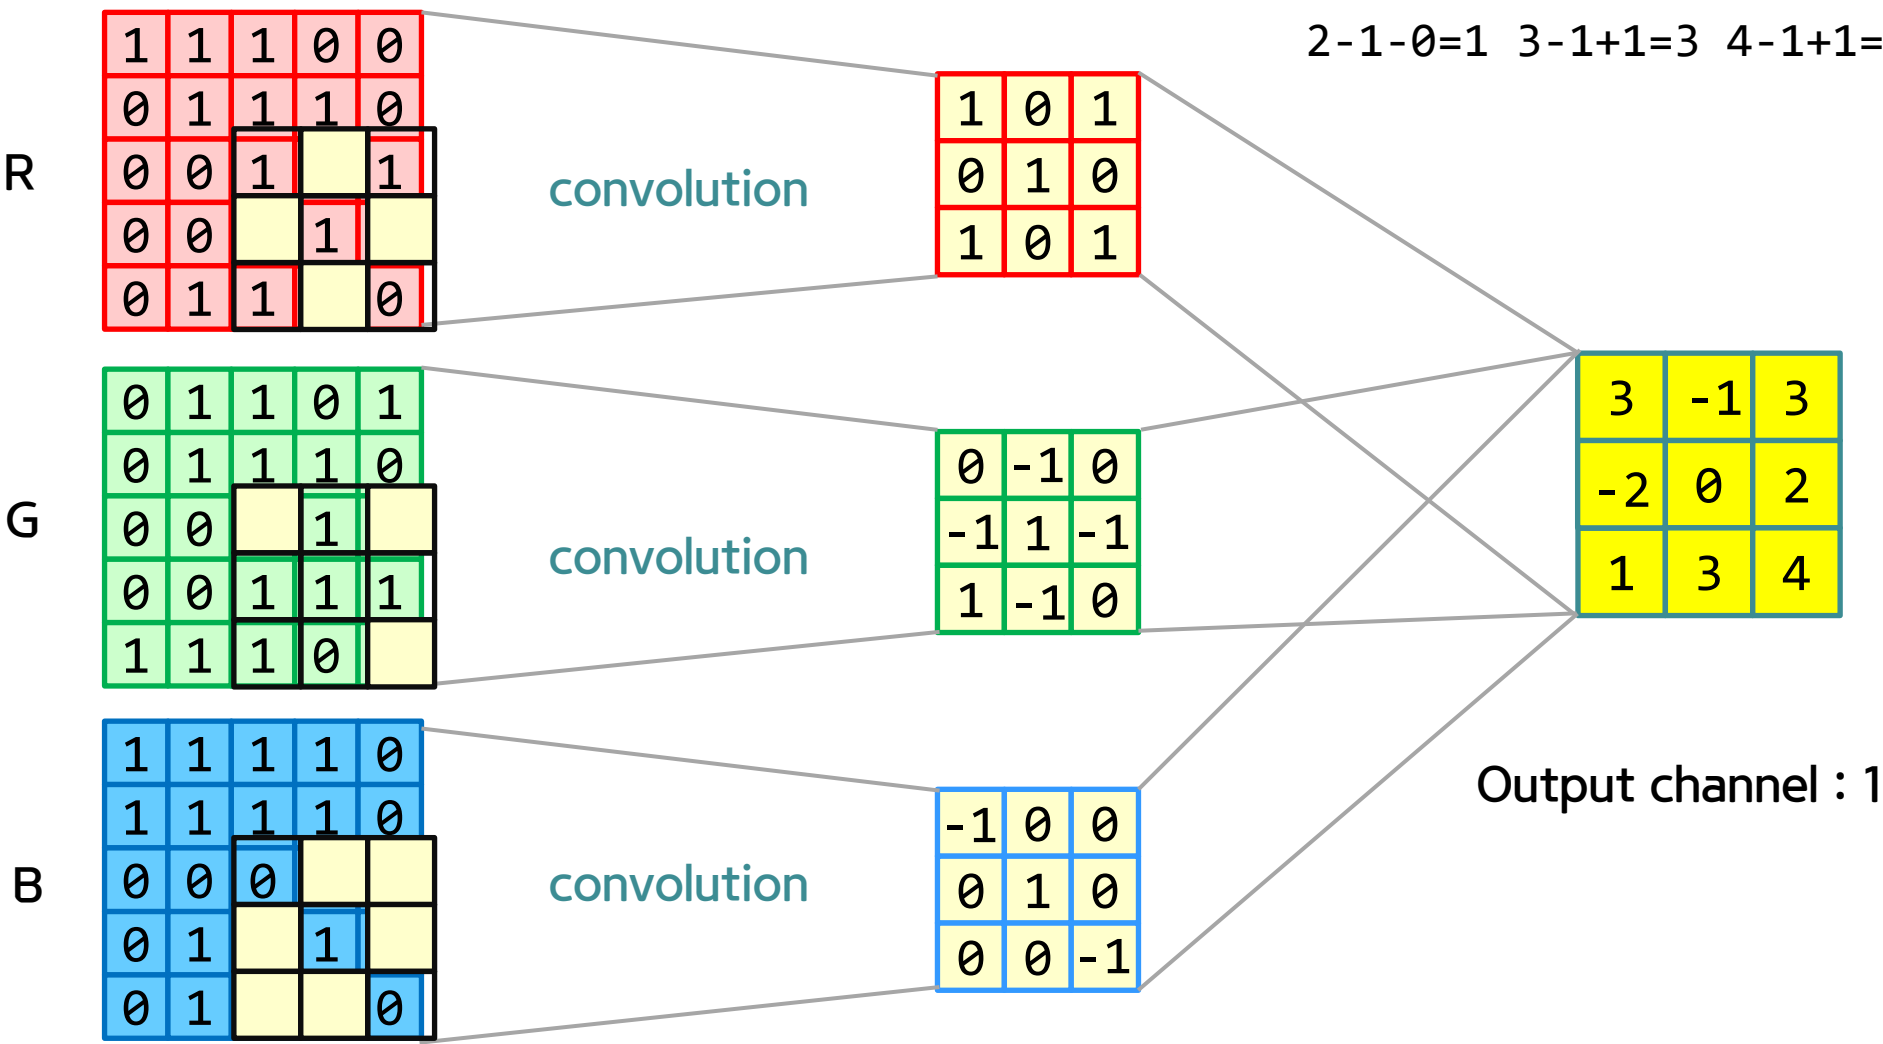 2-1-0=1 3-1+1=3 4-1+1=
R
1 1 1 0 0
0 1 1 1 0
0 0 1 1
0 0 1
0 1 1 0
convolution
1 0 1
0 1 0
1 0 1
G
0 1 1 0 1
0 1 1 1 0
0 0 1
0 0 1 1 1
1 1 1 0
convolution
0 -1 0
-1 1 -1
1 -1 0
3 -1 3
-2 0 2
1 3 4
B
1 1 1 1 0
1 1 1 1 0
0 0 0
0 1 1
0 1 0
convolution
-1 0 0
0 1 0
0 0 -1
Output channel : 1